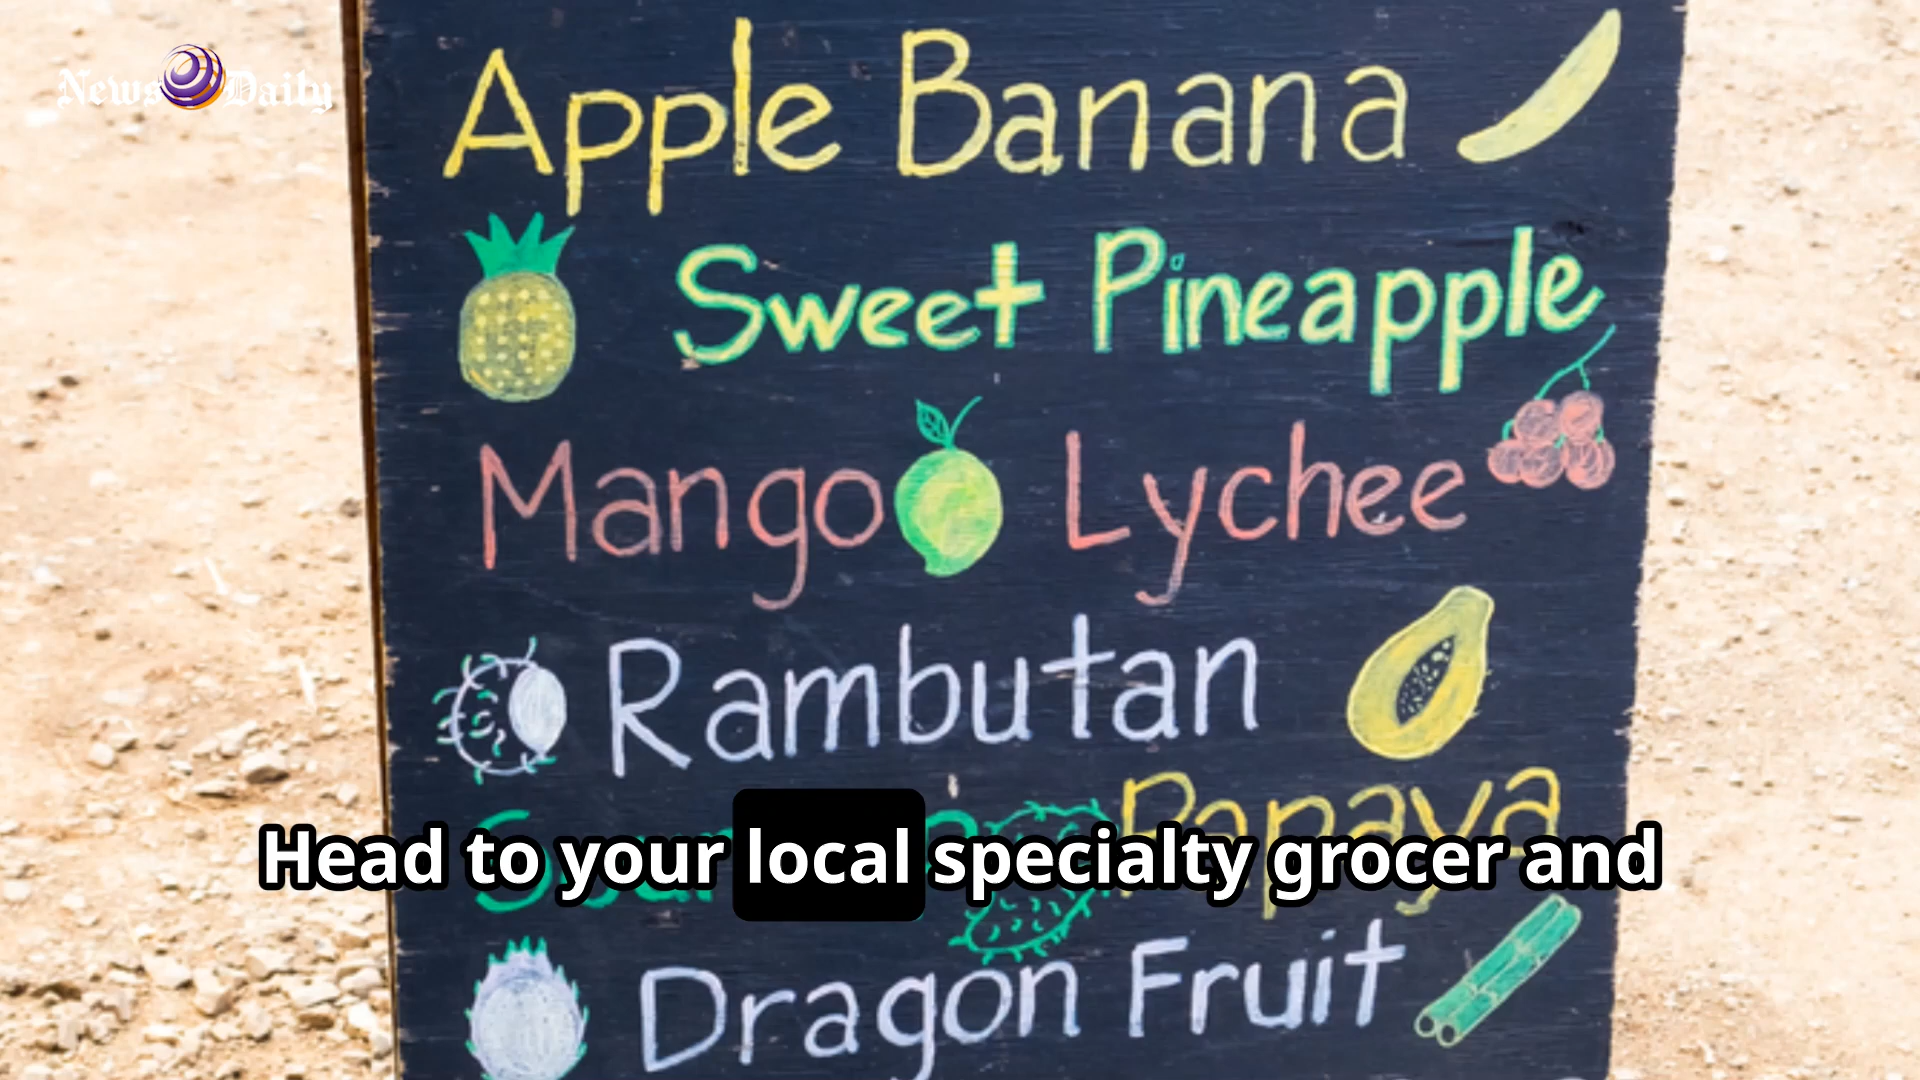 News Daily
Apple Banana
Sweet Pineapple
Mango Lychee
Rambutan
Papaya
Head to your local specialty grocer and
Dragon Fruit